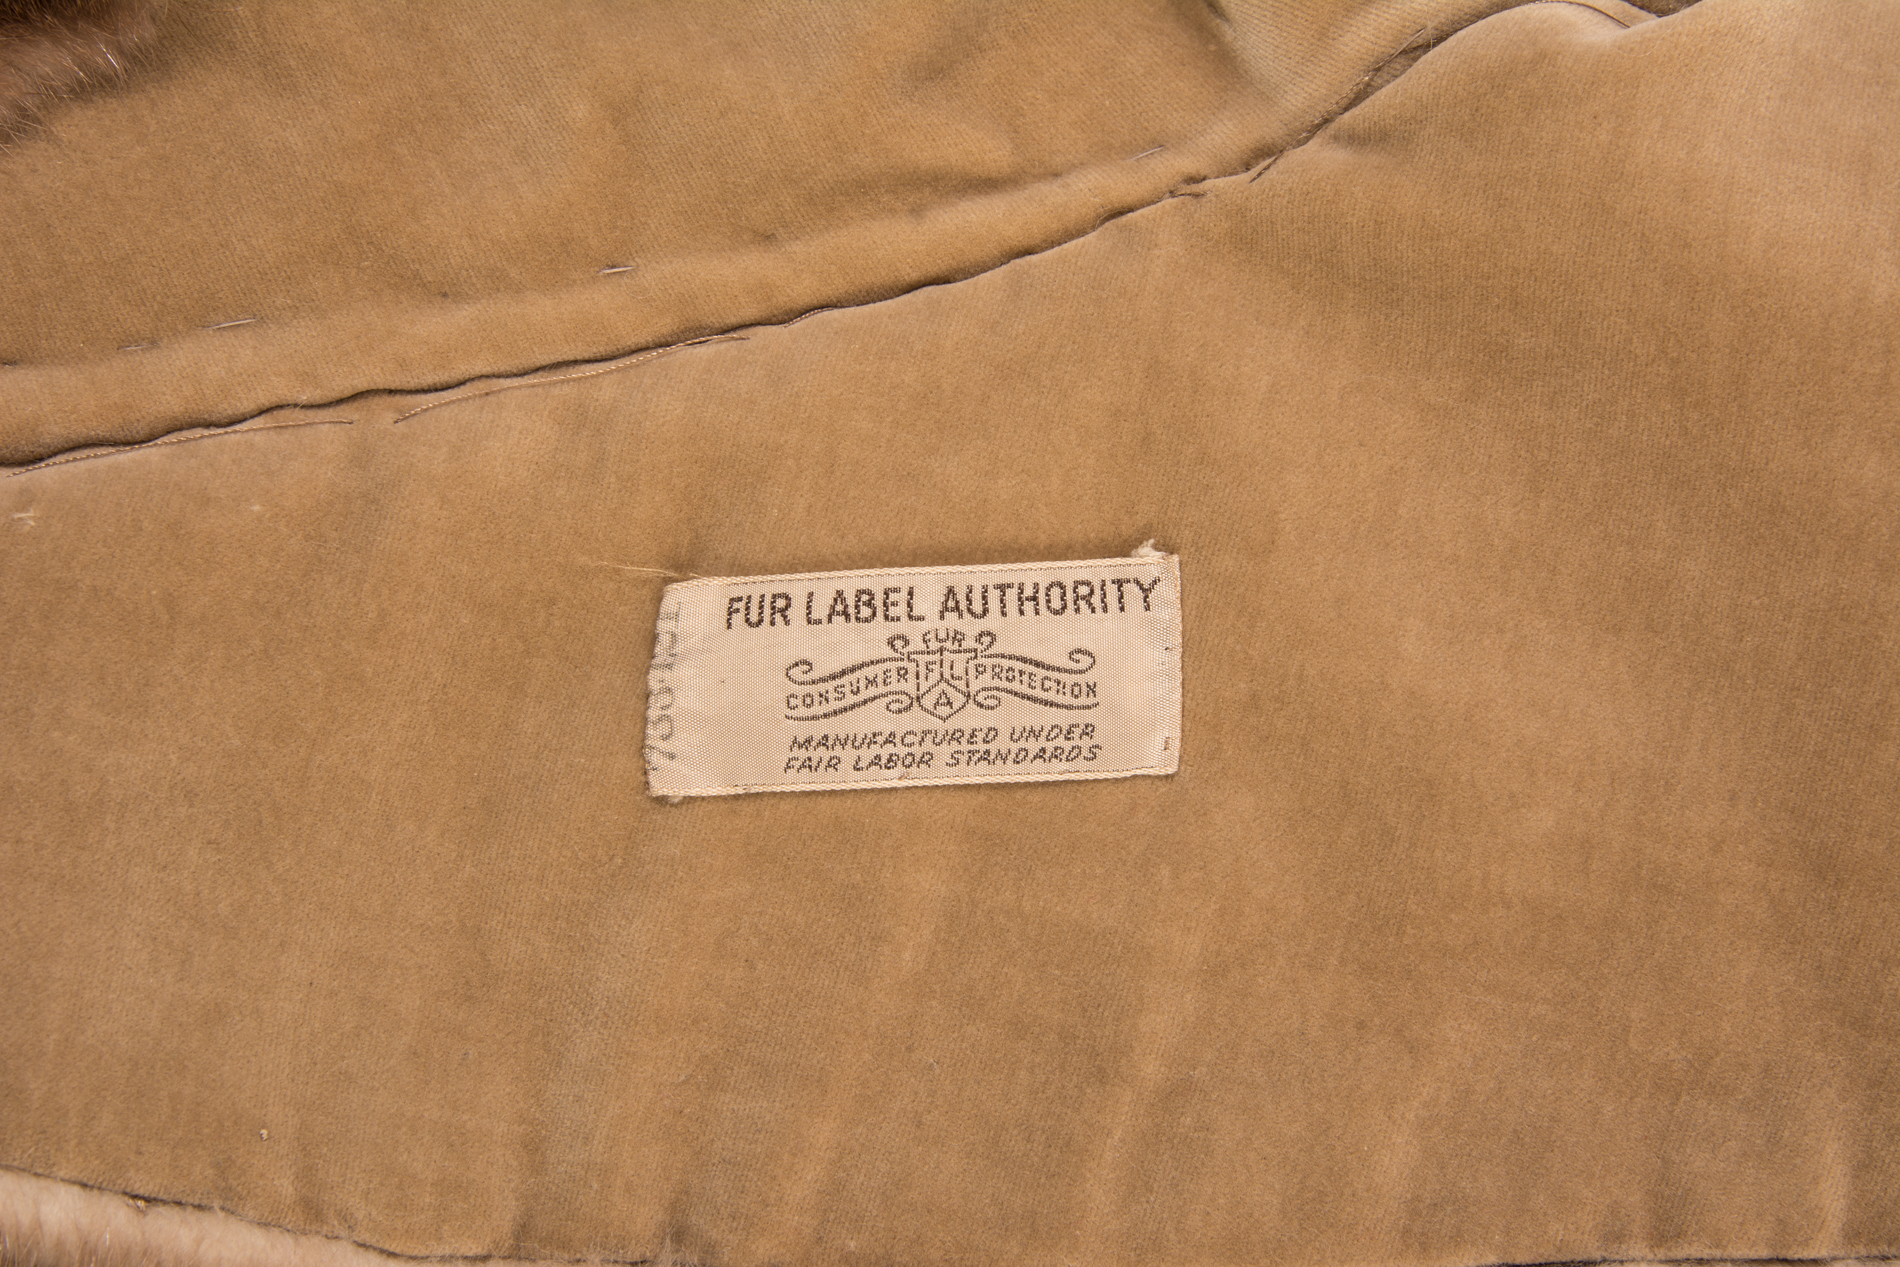 FUR LABEL AUTHORITY
FUR
CONSUMER F L PROTECTION
A
MANUFACTURED UNDER
FAIR LABOR STANDARDS